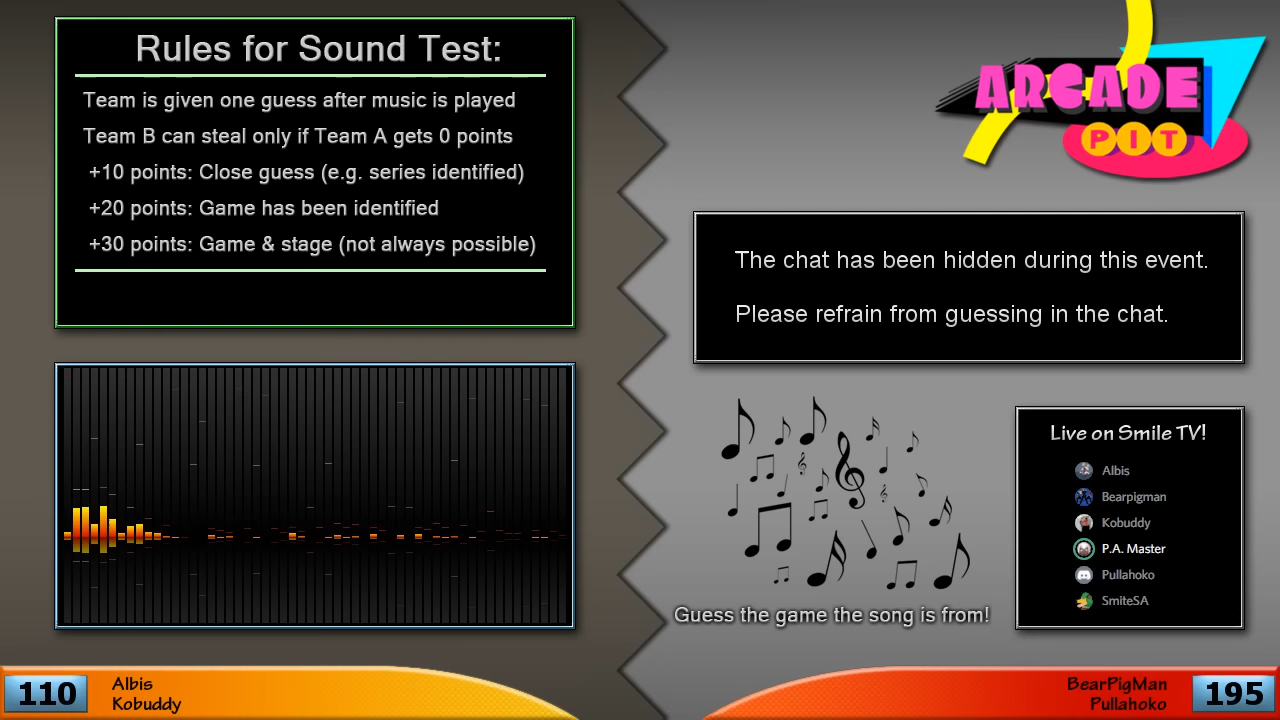 Rules for Sound Test:
Team is given one guess after music is played
Team B can steal only if Team A gets 0 points
+10 points: Close guess (e.g. series identified)
+20 points: Game has been identified
+30 points: Game & stage (not always possible)
ARCADE
PIT
The chat has been hidden during this event.
Please refrain from guessing in the chat.
Guess the game the song is from!
Live on Smile TV!
Albis
Bearpigman
Kobuddy
P.A. Master
Pullahoko
SmiteSA
110
Albis
Kobuddy
BearPigMan
Pullahoko
195